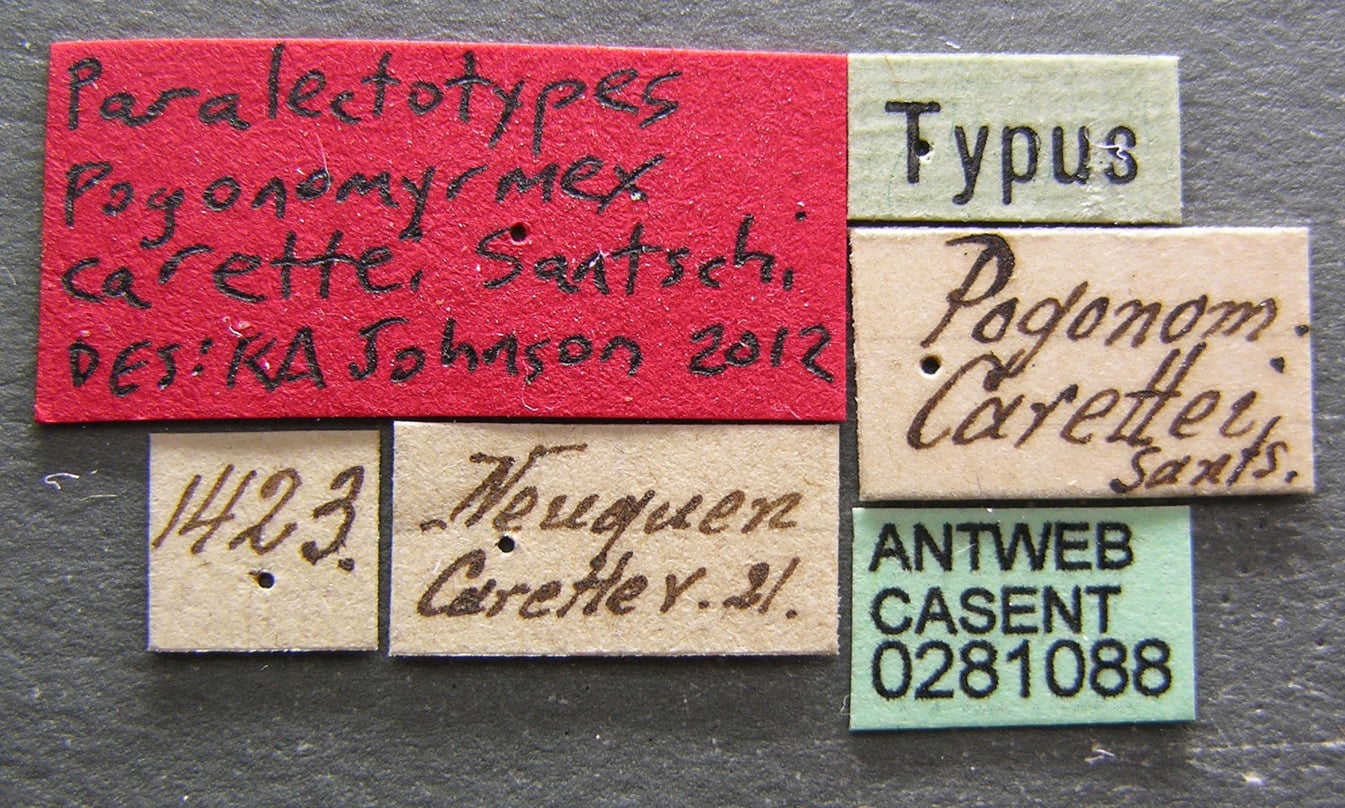 Paralectotypes
Pogonomyrmex
carettei Santschi
DES: KA Johnson 2012
Typus
Pogonom.
Carettei
Sants.
1423.
Neuquen
Carette v. 21.
ANTWEB
CASENT
0281088